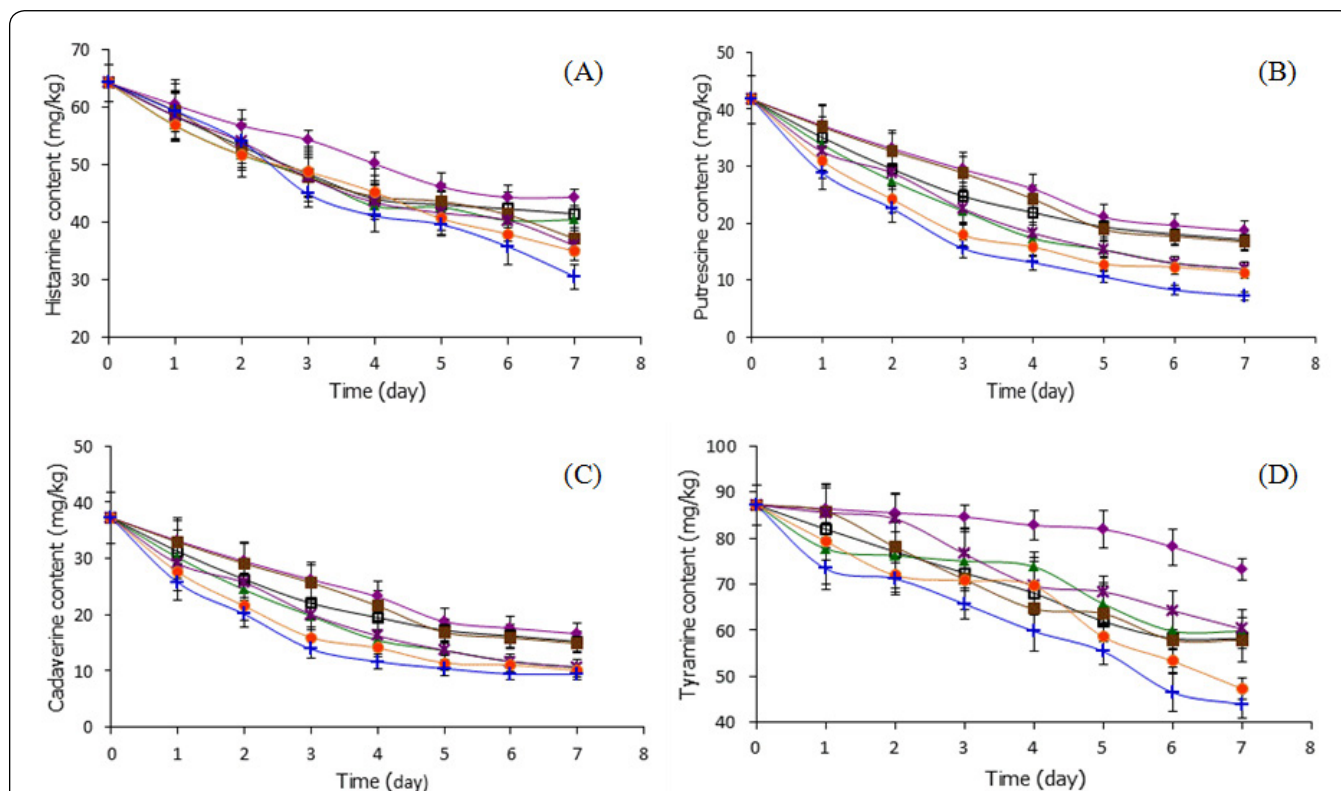 (A)
Histamine content (mg/kg)
70
60
50
40
30
20
0 1 2 3 4 5 6 7 8
Time (day)
(B)
Putrescine content (mg/kg)
50
40
30
20
10
0
0 1 2 3 4 5 6 7 8
Time (day)
(C)
Cadaverine content (mg/kg)
50
40
30
20
10
0
0 1 2 3 4 5 6 7 8
Time (day)
(D)
Tyramine content (mg/kg)
100
90
80
70
60
50
40
0 1 2 3 4 5 6 7 8
Time (day)